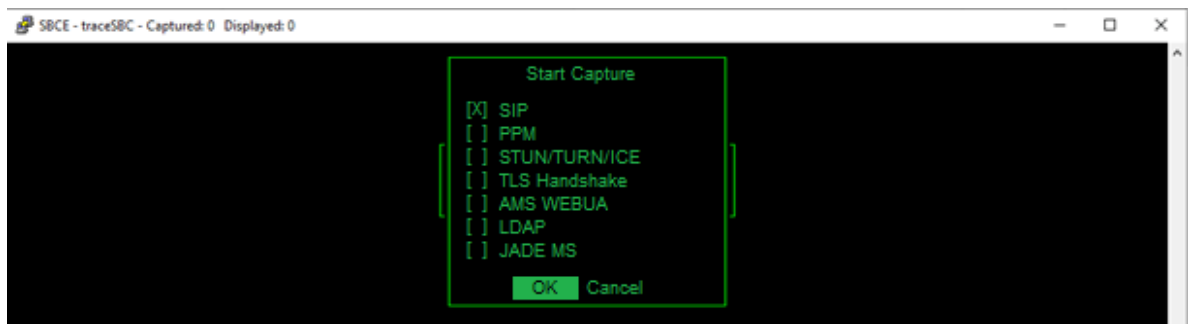 SBCE - traceSBC - Captured: 0 Displayed: 0
Start Capture
[X] SIP
[ ] PPM
[ ] STUN/TURN/ICE
[ ] TLS Handshake
[ ] AMS WEBUA
[ ] LDAP
[ ] JADE MS
OK Cancel